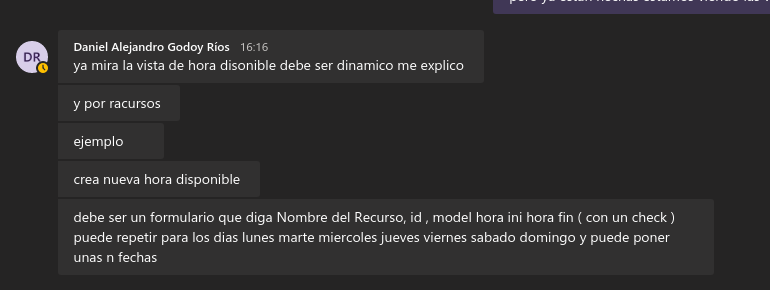 Daniel Alejandro Godoy Ríos 16:16
DR
ya mira la vista de hora disonible debe ser dinamico me explico
y por racursos
ejemplo
crea nueva hora disponible
debe ser un formulario que diga Nombre del Recurso, id , model hora ini hora fin ( con un check )
puede repetir para los dias lunes marte miercoles jueves viernes sabado domingo y puede poner
unas n fechas